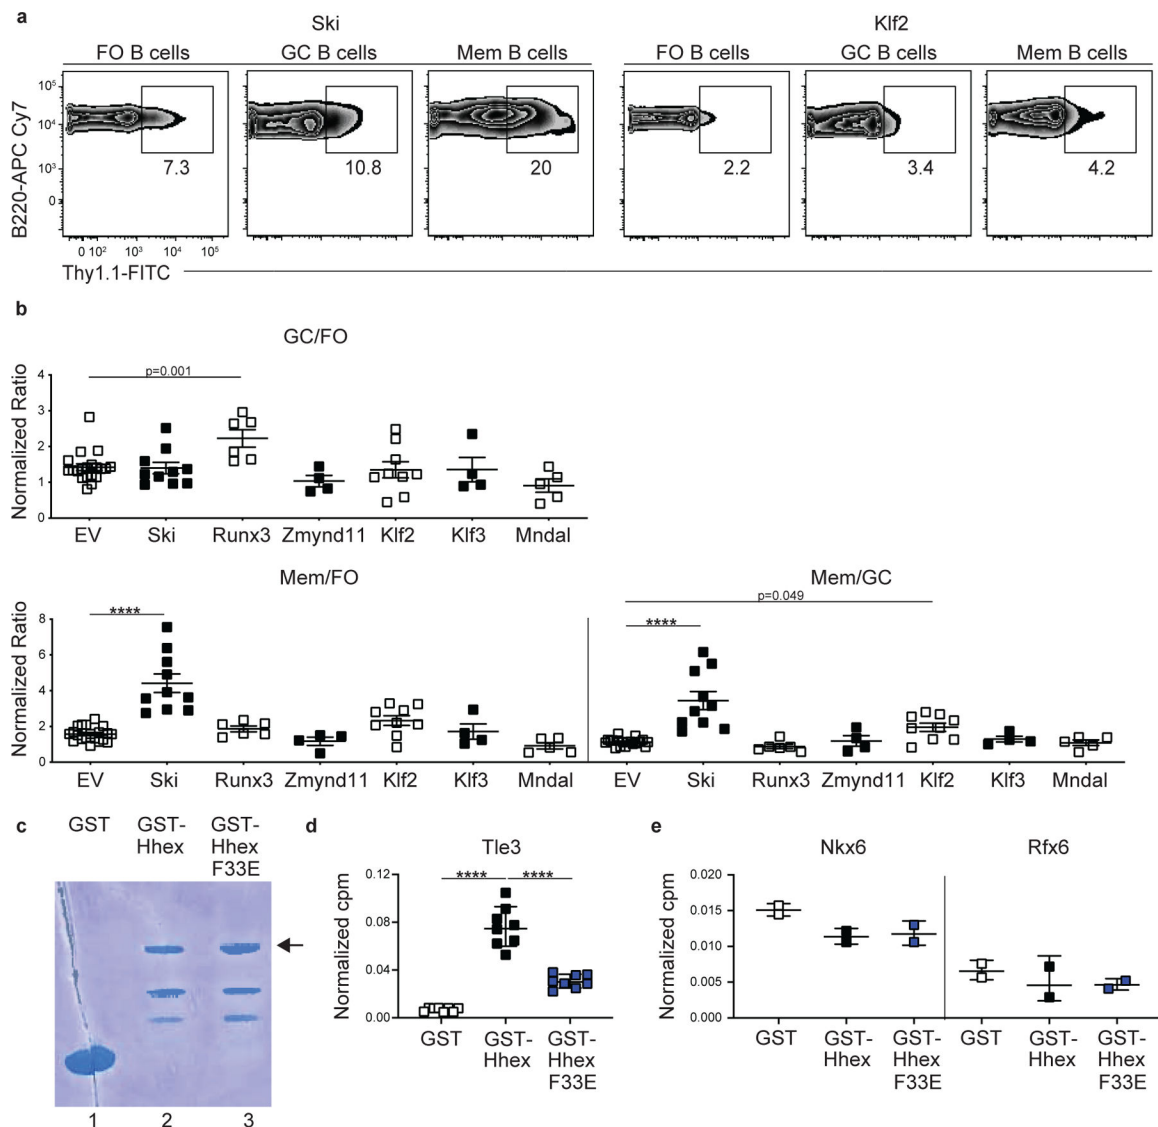 a
Ski
Klf2
FO B cells
GC B cells
Mem B cells
FO B cells
GC B cells
Mem B cells
B220-APC Cy7
10⁵
10⁴
10³
0
7.3
10.8
20
2.2
3.4
4.2
0 10² 10³ 10⁴ 10⁵
Thy1.1-FITC
b
GC/FO
Normalized Ratio
4
3
2
1
0
p=0.001
EV Ski Runx3 Zmynd11 Klf2 Klf3 Mndal
Mem/FO
Mem/GC
Normalized Ratio
8
6
4
2
0
****
****
p=0.049
EV Ski Runx3 Zmynd11 Klf2 Klf3 Mndal
EV Ski Runx3 Zmynd11 Klf2 Klf3 Mndal
c
GST
GST-
Hhex
GST-
Hhex
F33E
1 2 3
d
Tle3
Normalized cpm
0.12
0.08
0.04
0.00
****
****
GST
GST-
Hhex
GST-
Hhex
F33E
e
Nkx6
Rfx6
Normalized cpm
0.020
0.015
0.010
0.005
0.000
GST
GST-
Hhex
GST-
Hhex
F33E
GST
GST-
Hhex
GST-
Hhex
F33E